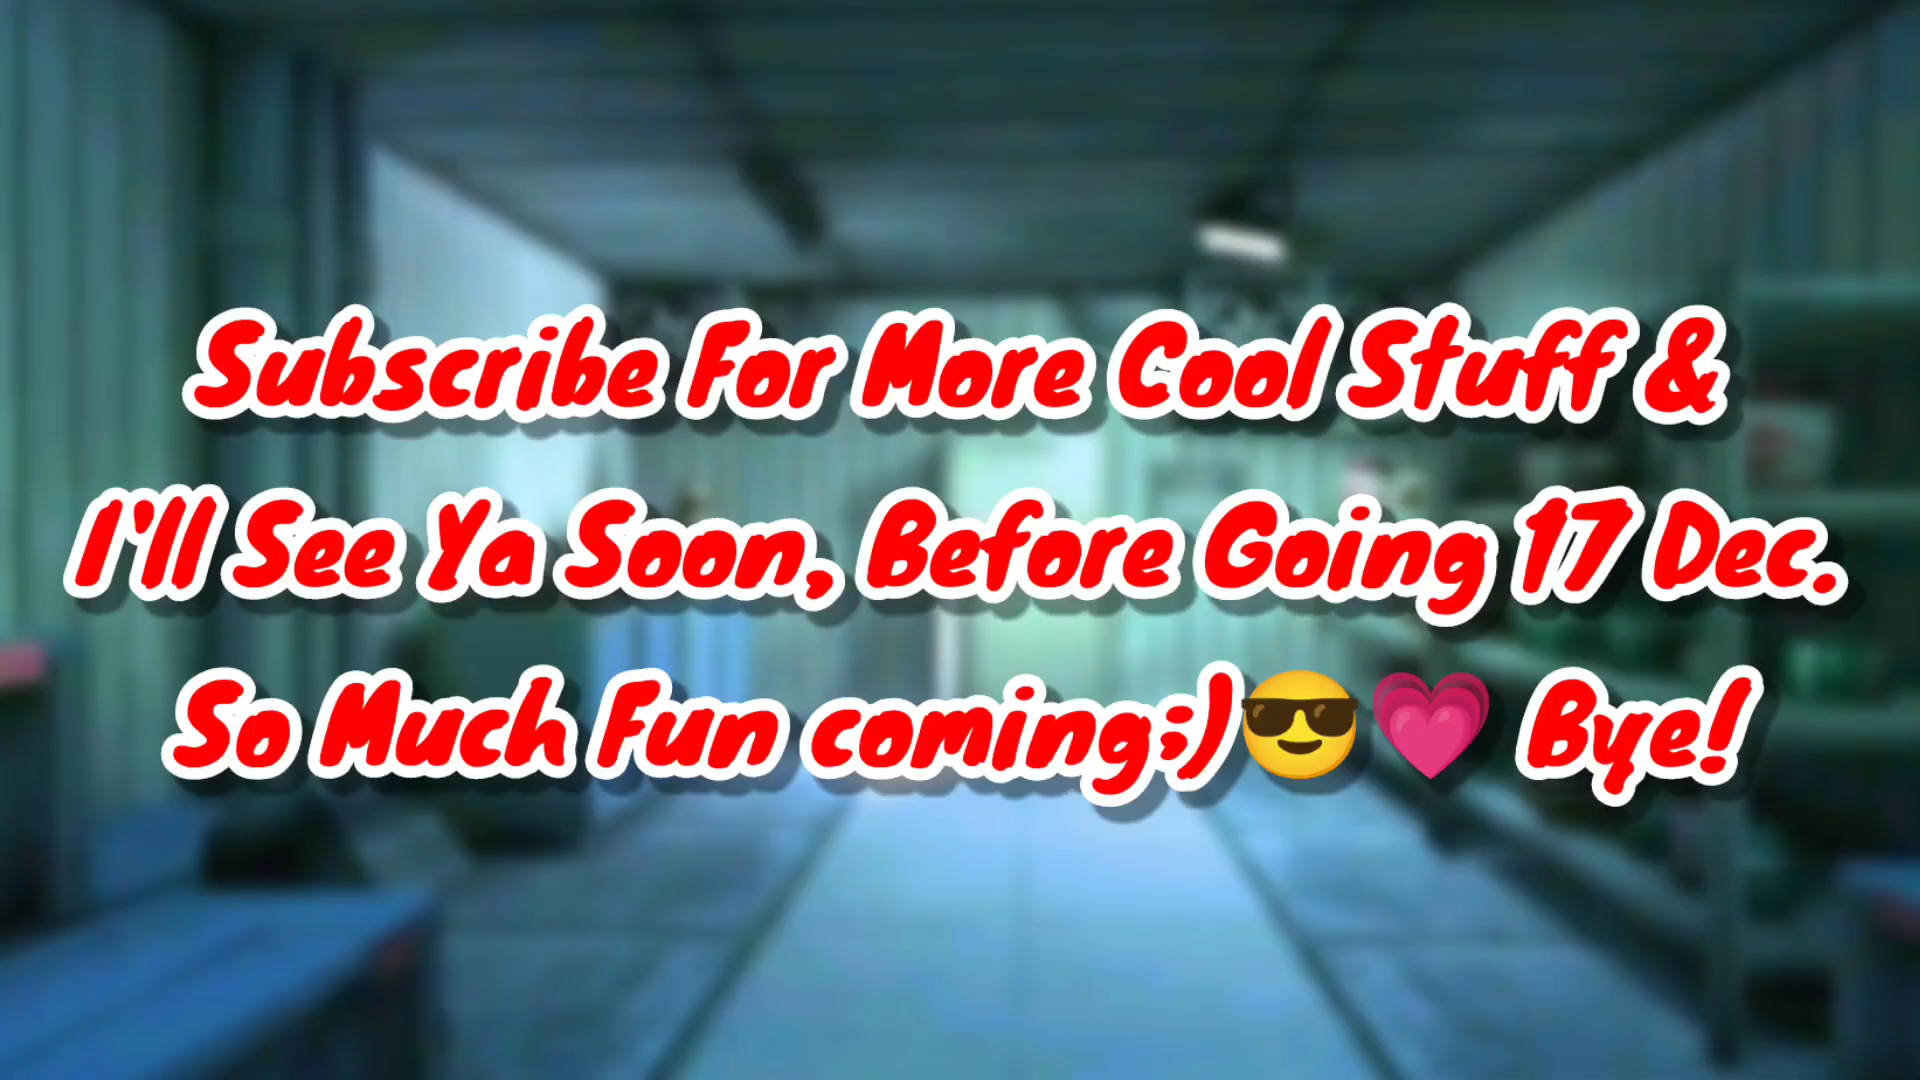 Subscribe For More Cool Stuff &
I'll See Ya Soon, Before Going 17 Dec.
So Much Fun coming;)😎💗 Bye!